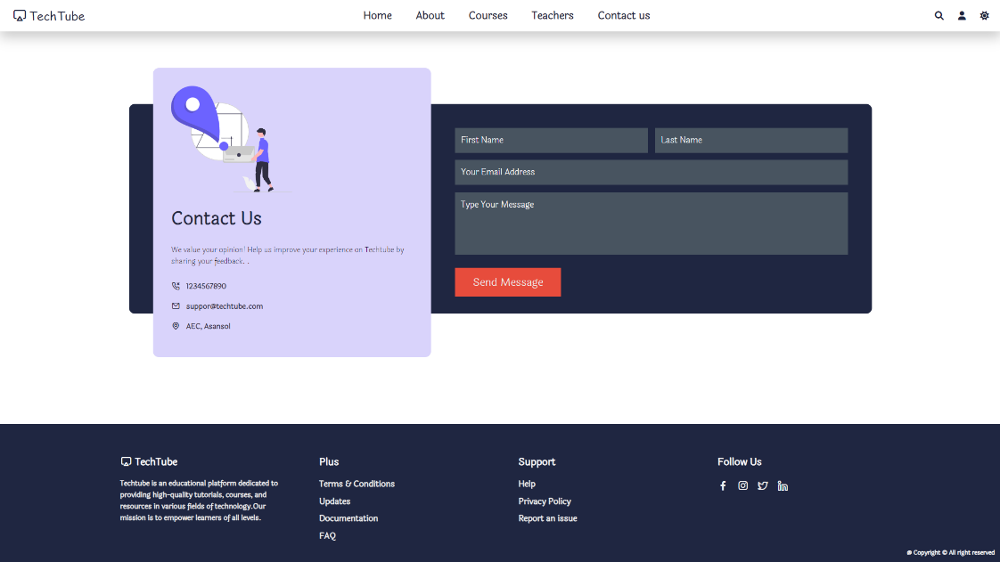 TechTube
Home
About
Courses
Teachers
Contact us
Contact Us
We value your opinion! Help us improve your experience on Techtube by
sharing your feedback. .
1234567890
suppor@techtube.com
AEC, Asansol
First Name
Last Name
Your Email Address
Type Your Message
Send Message
TechTube
Techtube is an educational platform dedicated to
providing high-quality tutorials, courses, and
resources in various fields of technology.Our
mission is to empower learners of all levels.
Plus
Terms & Conditions
Updates
Documentation
FAQ
Support
Help
Privacy Policy
Report an issue
Follow Us
@ Copyright © All right reserved